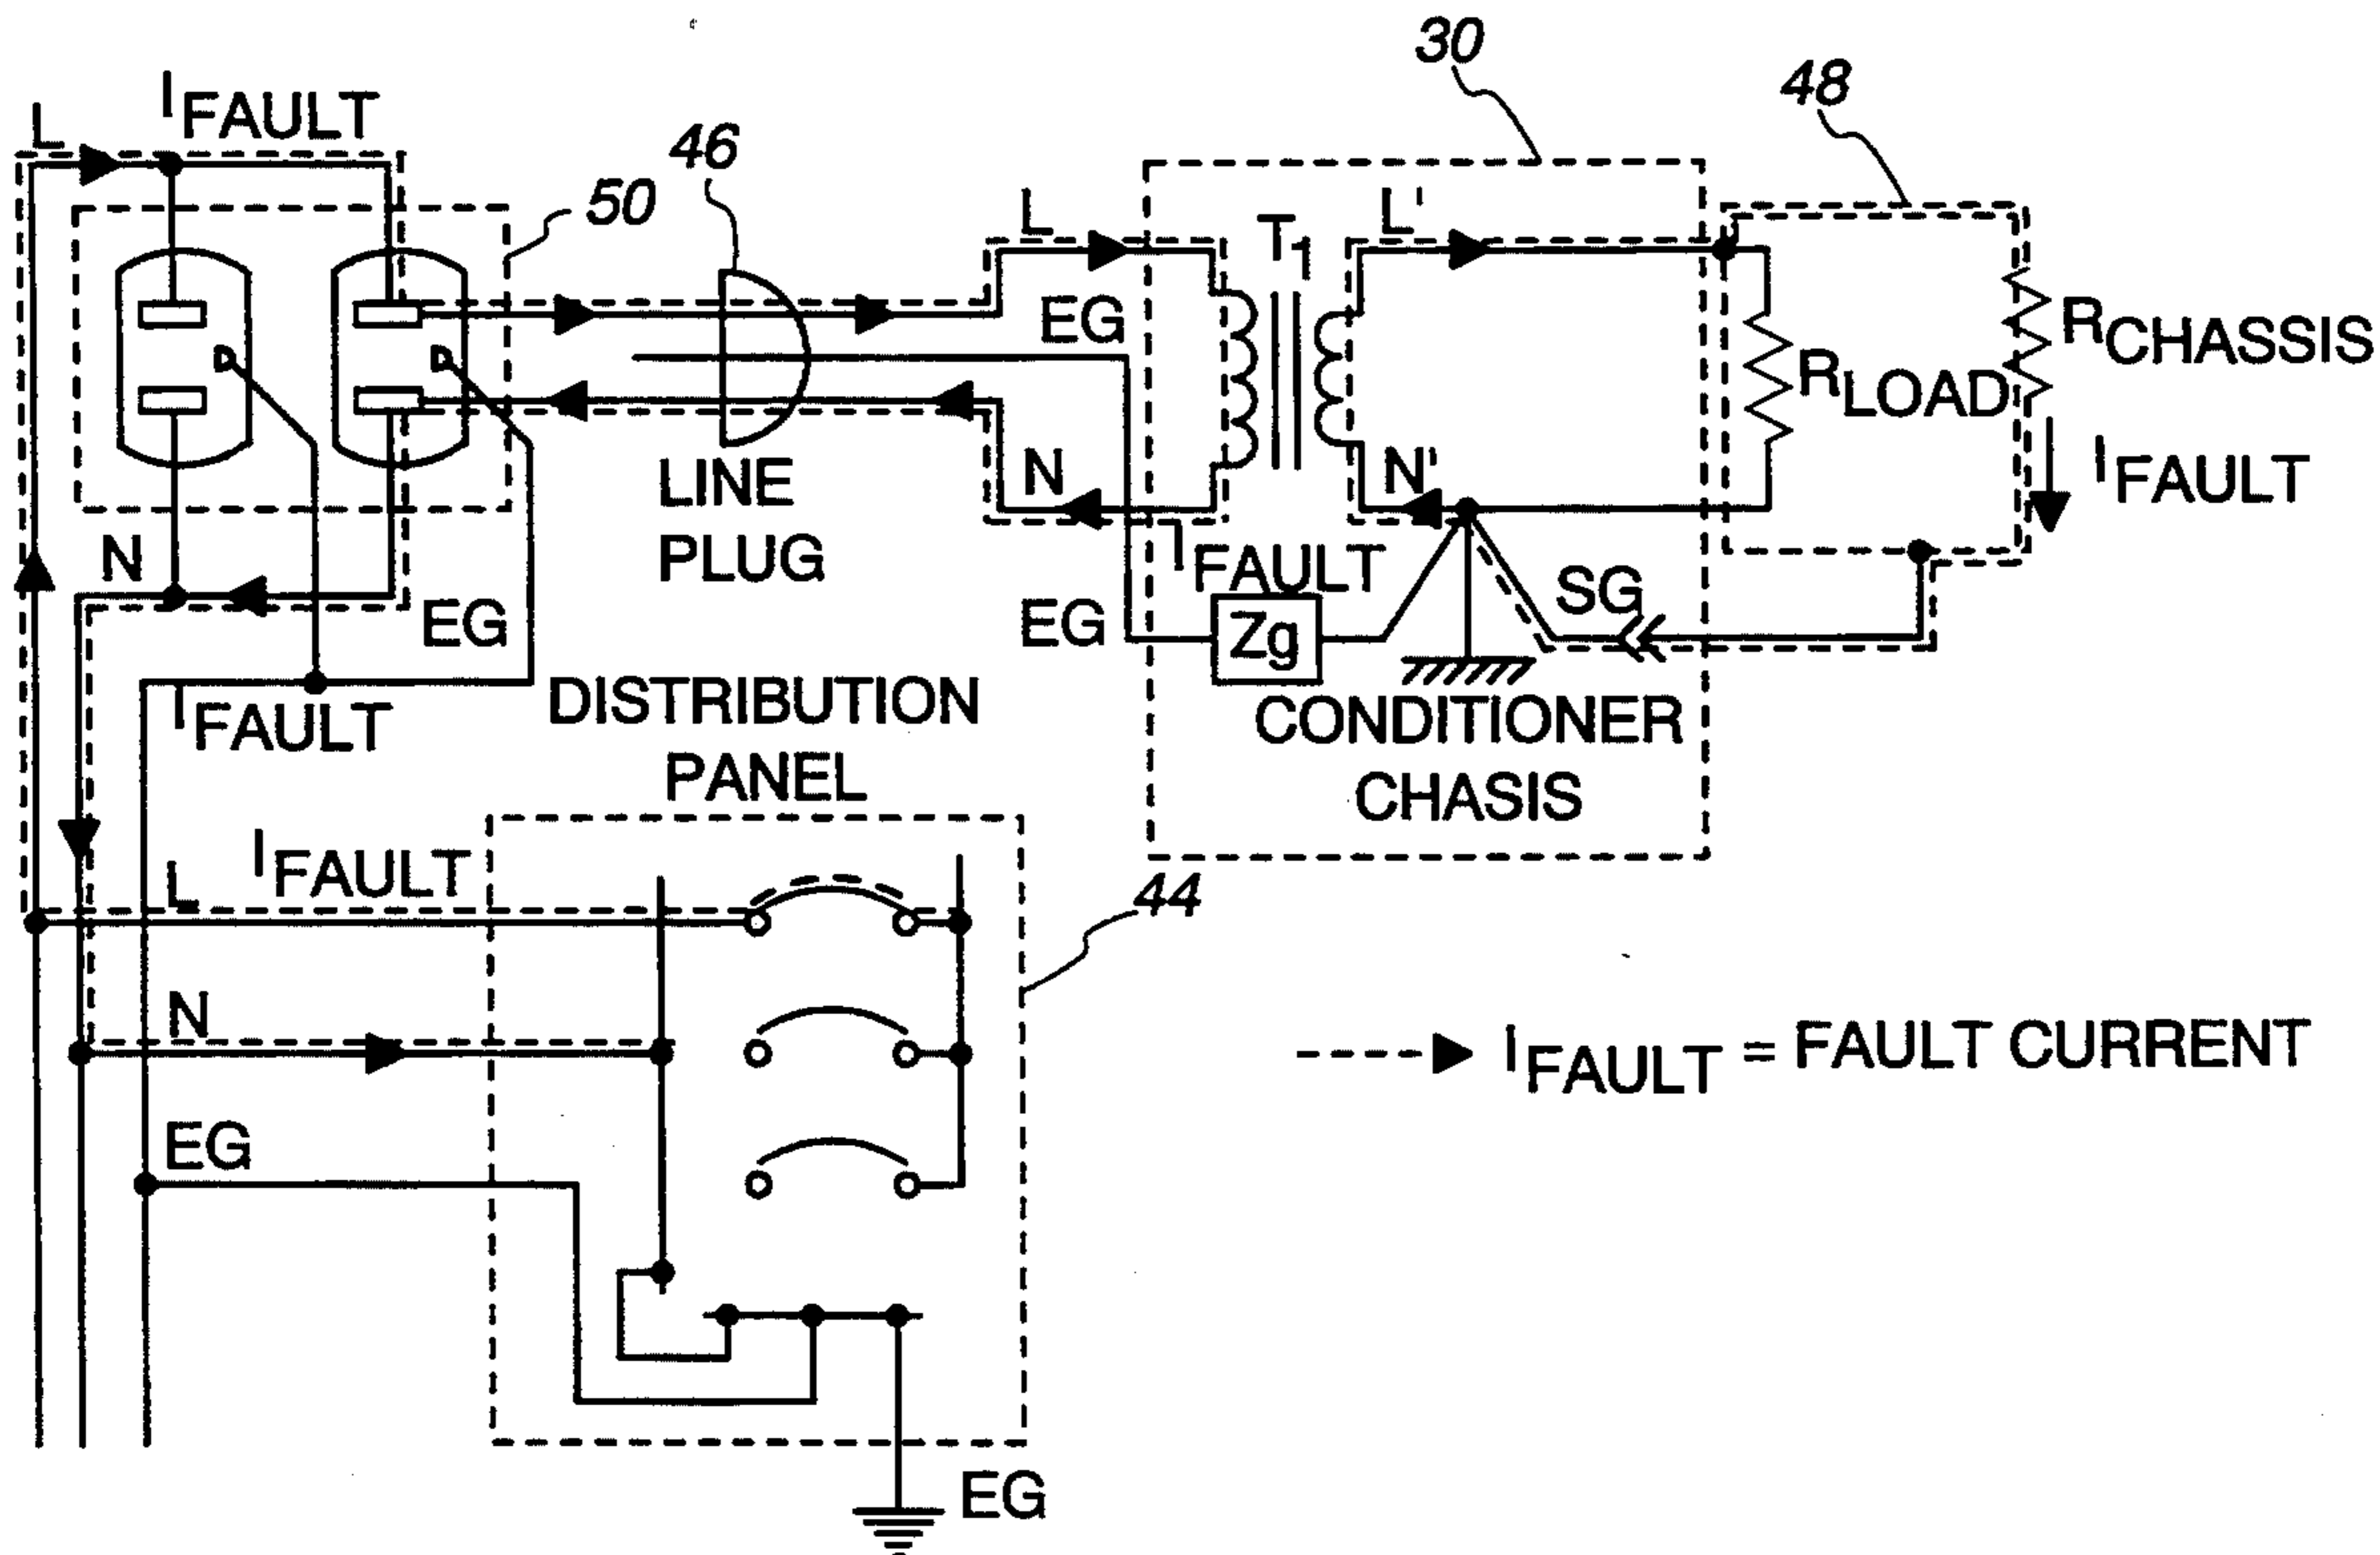 30
48
L
IFAULT
46
50
L
T1
L'
EG
RCHASSIS
RLOAD
N
N'
LINE
PLUG
IFAULT
N
IFAULT
EG
EG
Zg
SG
DISTRIBUTION
PANEL
IFAULT
CONDITIONER
CHASIS
L
IFAULT
44
N
IFAULT = FAULT CURRENT
EG
EG